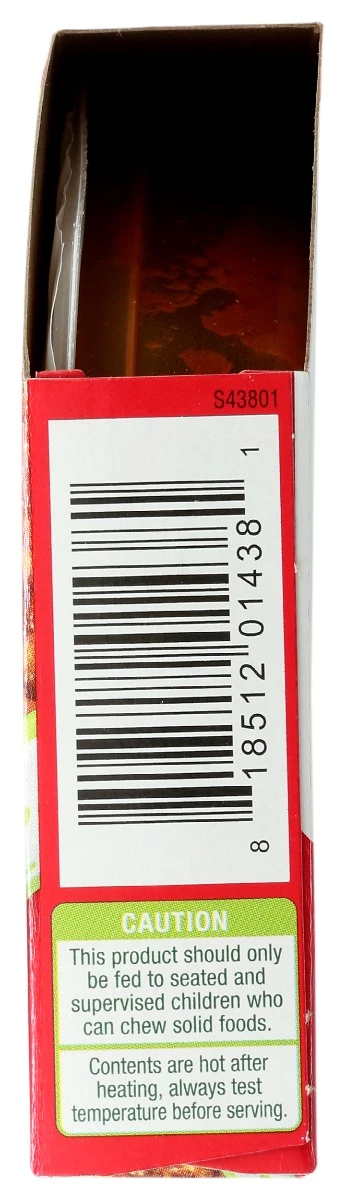 S43801
8 18512 01438 1
CAUTION
This product should only
be fed to seated and
supervised children who
can chew solid foods.
Contents are hot after
heating, always test
temperature before serving.